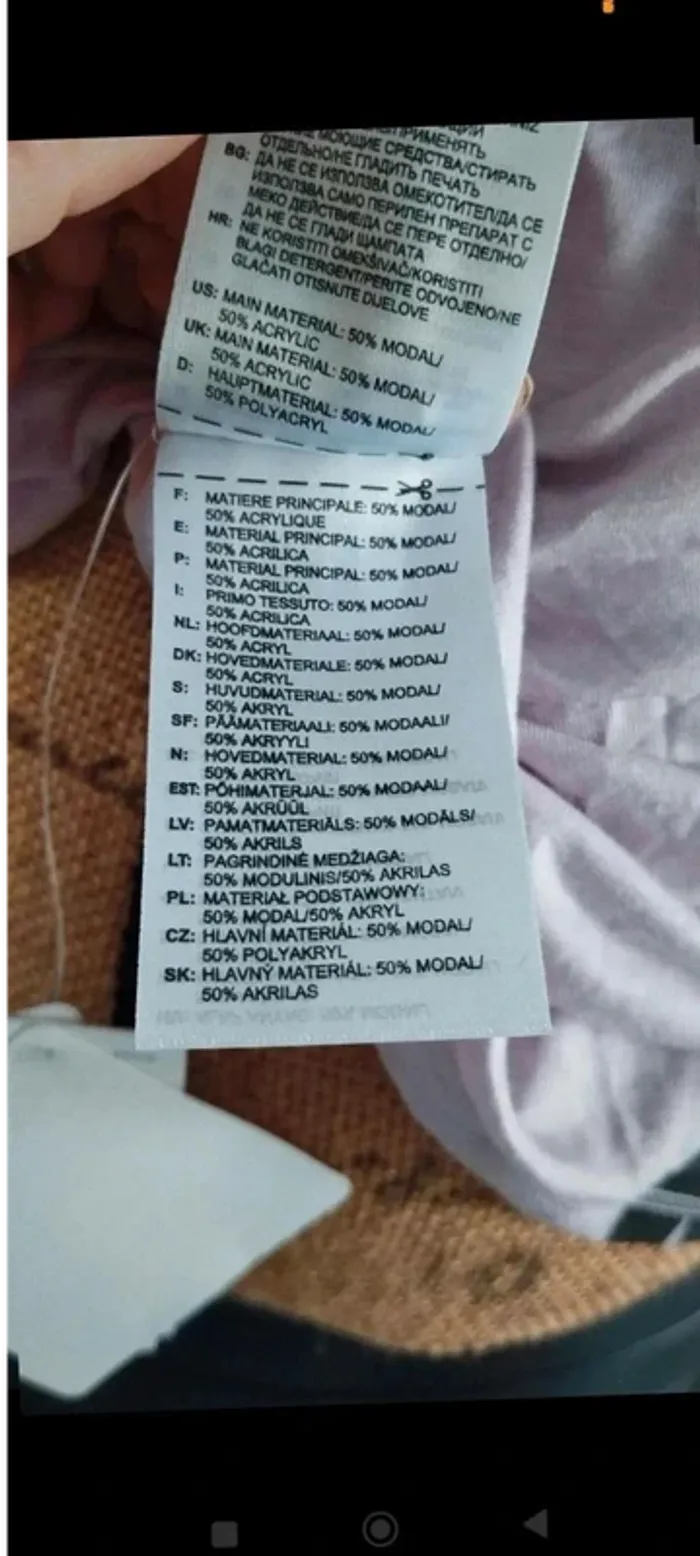 ПРИМЕНЯТЬ
МОЮЩИЕ СРЕДСТВА/СТИРАТЬ
ОТДЕЛЬНО/НЕ ГЛАДИТЬ ПЕЧАТЬ
BG: ДА НЕ СЕ ИЗПОЛЗВА ОМЕКОТИТЕЛ/ДА СЕ
ИЗПОЛЗВА САМО ПЕРИЛЕН ПРЕПАРАТ С
МЕКО ДЕЙСТВИЕ/ДА СЕ ПЕРЕ ОТДЕЛНО/
ДА НЕ СЕ ГЛАДИ ЩАМПАТА
HR: NE KORISTITI OMEKŠIVAČ/KORISTITI
BLAGI DETERGENT/PERITE ODVOJENO/NE
GLAČATI OTISNUTE DIJELOVE
US: MAIN MATERIAL: 50% MODAL/
50% ACRYLIC
UK: MAIN MATERIAL: 50% MODAL/
50% ACRYLIC
D: HAUPTMATERIAL: 50% MODAL/
50% POLYACRYL
F: MATIERE PRINCIPALE: 50% MODAL/
50% ACRYLIQUE
E: MATERIAL PRINCIPAL: 50% MODAL/
50% ACRILICA
P: MATERIAL PRINCIPAL: 50% MODAL/
50% ACRILICA
I: PRIMO TESSUTO: 50% MODAL/
50% ACRILICA
NL: HOOFDMATERIAAL: 50% MODAL/
50% ACRYL
DK: HOVEDMATERIALE: 50% MODAL/
50% ACRYL
S: HUVUDMATERIAL: 50% MODAL/
50% AKRYL
SF: PÄÄMATERIAALI: 50% MODAALI/
50% AKRYYLI
N: HOVEDMATERIAL: 50% MODAL/
50% AKRYL
EST: PÕHIMATERJAL: 50% MODAAL/
50% AKRÜÜL
LV: PAMATMATERIĀLS: 50% MODĀLS/
50% AKRILS
LT: PAGRINDINĖ MEDŽIAGA:
50% MODULINIS/50% AKRILAS
PL: MATERIAŁ PODSTAWOWY:
50% MODAL/50% AKRYL
CZ: HLAVNÍ MATERIÁL: 50% MODAL/
50% POLYAKRYL
SK: HLAVNÝ MATERIÁL: 50% MODAL/
50% AKRILAS